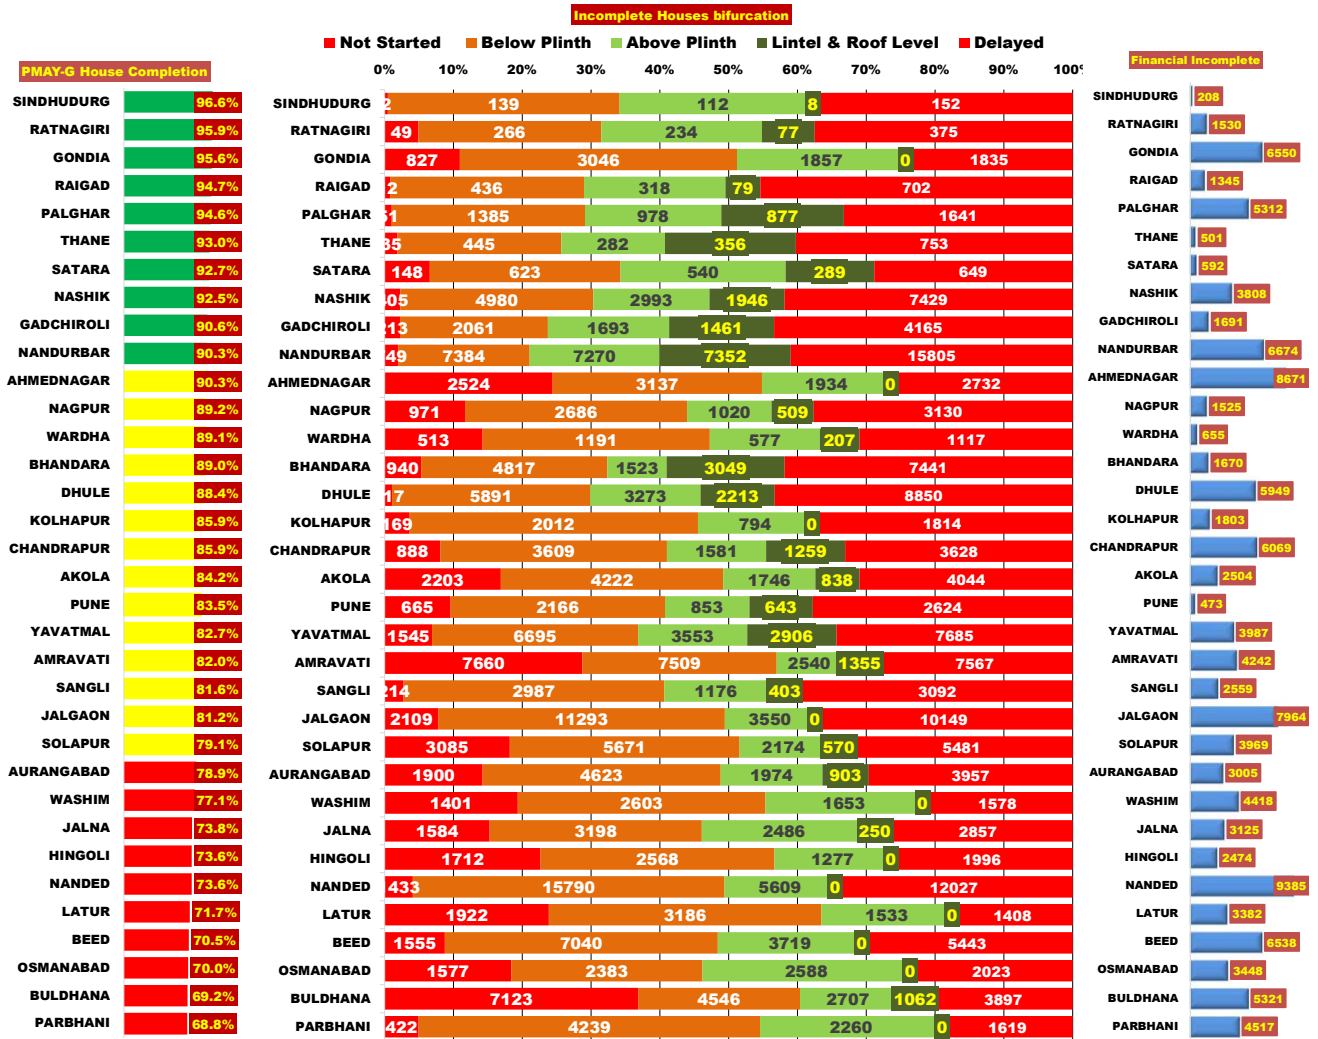 Incomplete Houses bifurcation
Not Started Below Plinth Above Plinth Lintel & Roof Level Delayed
PMAY-G House Completion
Financial Incomplete
0% 10% 20% 30% 40% 50% 60% 70% 80% 90% 100%
SINDHUDURG 96.6% SINDHUDURG 2 139 112 8 152 SINDHUDURG 208
RATNAGIRI 95.9% RATNAGIRI 49 266 234 77 375 RATNAGIRI 1530
GONDIA 95.6% GONDIA 827 3046 1857 0 1835 GONDIA 6550
RAIGAD 94.7% RAIGAD 2 436 318 79 702 RAIGAD 1345
PALGHAR 94.6% PALGHAR 51 1385 978 877 1641 PALGHAR 5312
THANE 93.0% THANE 35 445 282 356 753 THANE 501
SATARA 92.7% SATARA 148 623 540 289 649 SATARA 592
NASHIK 92.5% NASHIK 405 4980 2993 1946 7429 NASHIK 3808
GADCHIROLI 90.6% GADCHIROLI 213 2061 1693 1461 4165 GADCHIROLI 1691
NANDURBAR 90.3% NANDURBAR 49 7384 7270 7352 15805 NANDURBAR 6674
AHMEDNAGAR 90.3% AHMEDNAGAR 2524 3137 1934 0 2732 AHMEDNAGAR 8671
NAGPUR 89.2% NAGPUR 971 2686 1020 509 3130 NAGPUR 1525
WARDHA 89.1% WARDHA 513 1191 577 207 1117 WARDHA 655
BHANDARA 89.0% BHANDARA 940 4817 1523 3049 7441 BHANDARA 1670
DHULE 88.4% DHULE 17 5891 3273 2213 8850 DHULE 5949
KOLHAPUR 85.9% KOLHAPUR 169 2012 794 0 1814 KOLHAPUR 1803
CHANDRAPUR 85.9% CHANDRAPUR 888 3609 1581 1259 3628 CHANDRAPUR 6069
AKOLA 84.2% AKOLA 2203 4222 1746 838 4044 AKOLA 2504
PUNE 83.5% PUNE 665 2166 853 643 2624 PUNE 473
YAVATMAL 82.7% YAVATMAL 1545 6695 3553 2906 7685 YAVATMAL 3987
AMRAVATI 82.0% AMRAVATI 7660 7509 2540 1355 7567 AMRAVATI 4242
SANGLI 81.6% SANGLI 214 2987 1176 403 3092 SANGLI 2559
JALGAON 81.2% JALGAON 2109 11293 3550 0 10149 JALGAON 7964
SOLAPUR 79.1% SOLAPUR 3085 5671 2174 570 5481 SOLAPUR 3969
AURANGABAD 78.9% AURANGABAD 1900 4623 1974 903 3957 AURANGABAD 3005
WASHIM 77.1% WASHIM 1401 2603 1653 0 1578 WASHIM 4418
JALNA 73.8% JALNA 1584 3198 2486 250 2857 JALNA 3125
HINGOLI 73.6% HINGOLI 1712 2568 1277 0 1996 HINGOLI 2474
NANDED 73.6% NANDED 433 15790 5609 0 12027 NANDED 9385
LATUR 71.7% LATUR 1922 3186 1533 0 1408 LATUR 3382
BEED 70.5% BEED 1555 7040 3719 0 5443 BEED 6538
OSMANABAD 70.0% OSMANABAD 1577 2383 2588 0 2023 OSMANABAD 3448
BULDHANA 69.2% BULDHANA 7123 4546 2707 1062 3897 BULDHANA 5321
PARBHANI 68.8% PARBHANI 422 4239 2260 0 1619 PARBHANI 4517